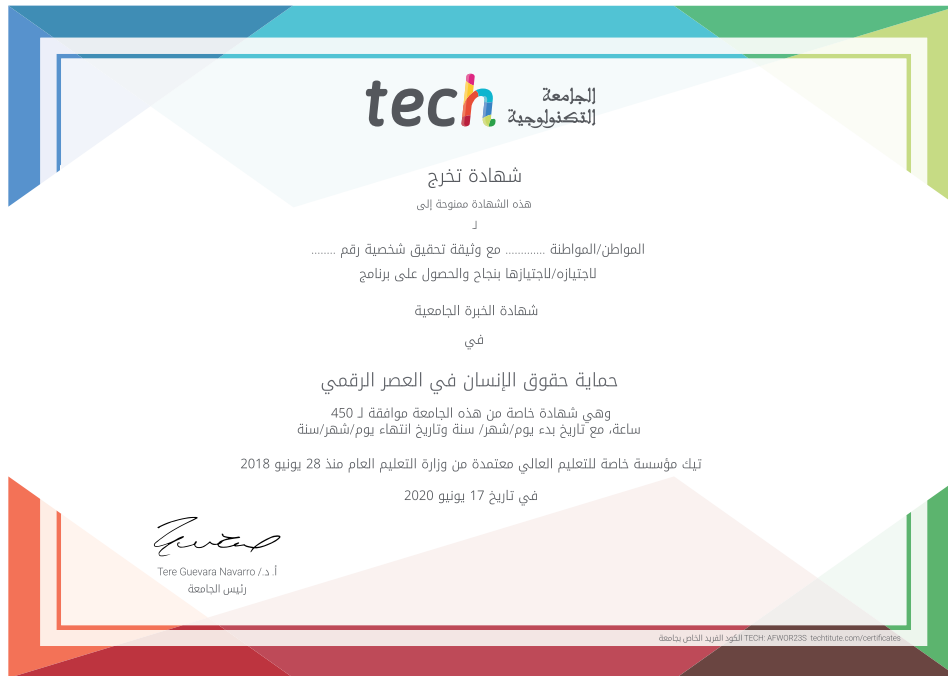 tech الجامعة
التكنولوجية
شهادة تخرج
هذه الشهادة ممنوحة إلى
لـ
المواطن/المواطنة ............. مع وثيقة تحقيق شخصية رقم ........
لاجتيازه/لاجتيازها بنجاح والحصول على برنامج
شهادة الخبرة الجامعية
في
حماية حقوق الإنسان في العصر الرقمي
وهي شهادة خاصة من هذه الجامعة موافقة لـ 450
ساعة، مع تاريخ بدء يوم/شهر/ سنة وتاريخ انتهاء يوم/شهر/سنة
تيك مؤسسة خاصة للتعليم العالي معتمدة من وزارة التعليم العام منذ 28 يونيو 2018
في تاريخ 17 يونيو 2020
أ. د./ Tere Guevara Navarro
رئيس الجامعة
الكود الفريد الخاص بجامعة TECH: AFWOR23S techtitute.com/certificates